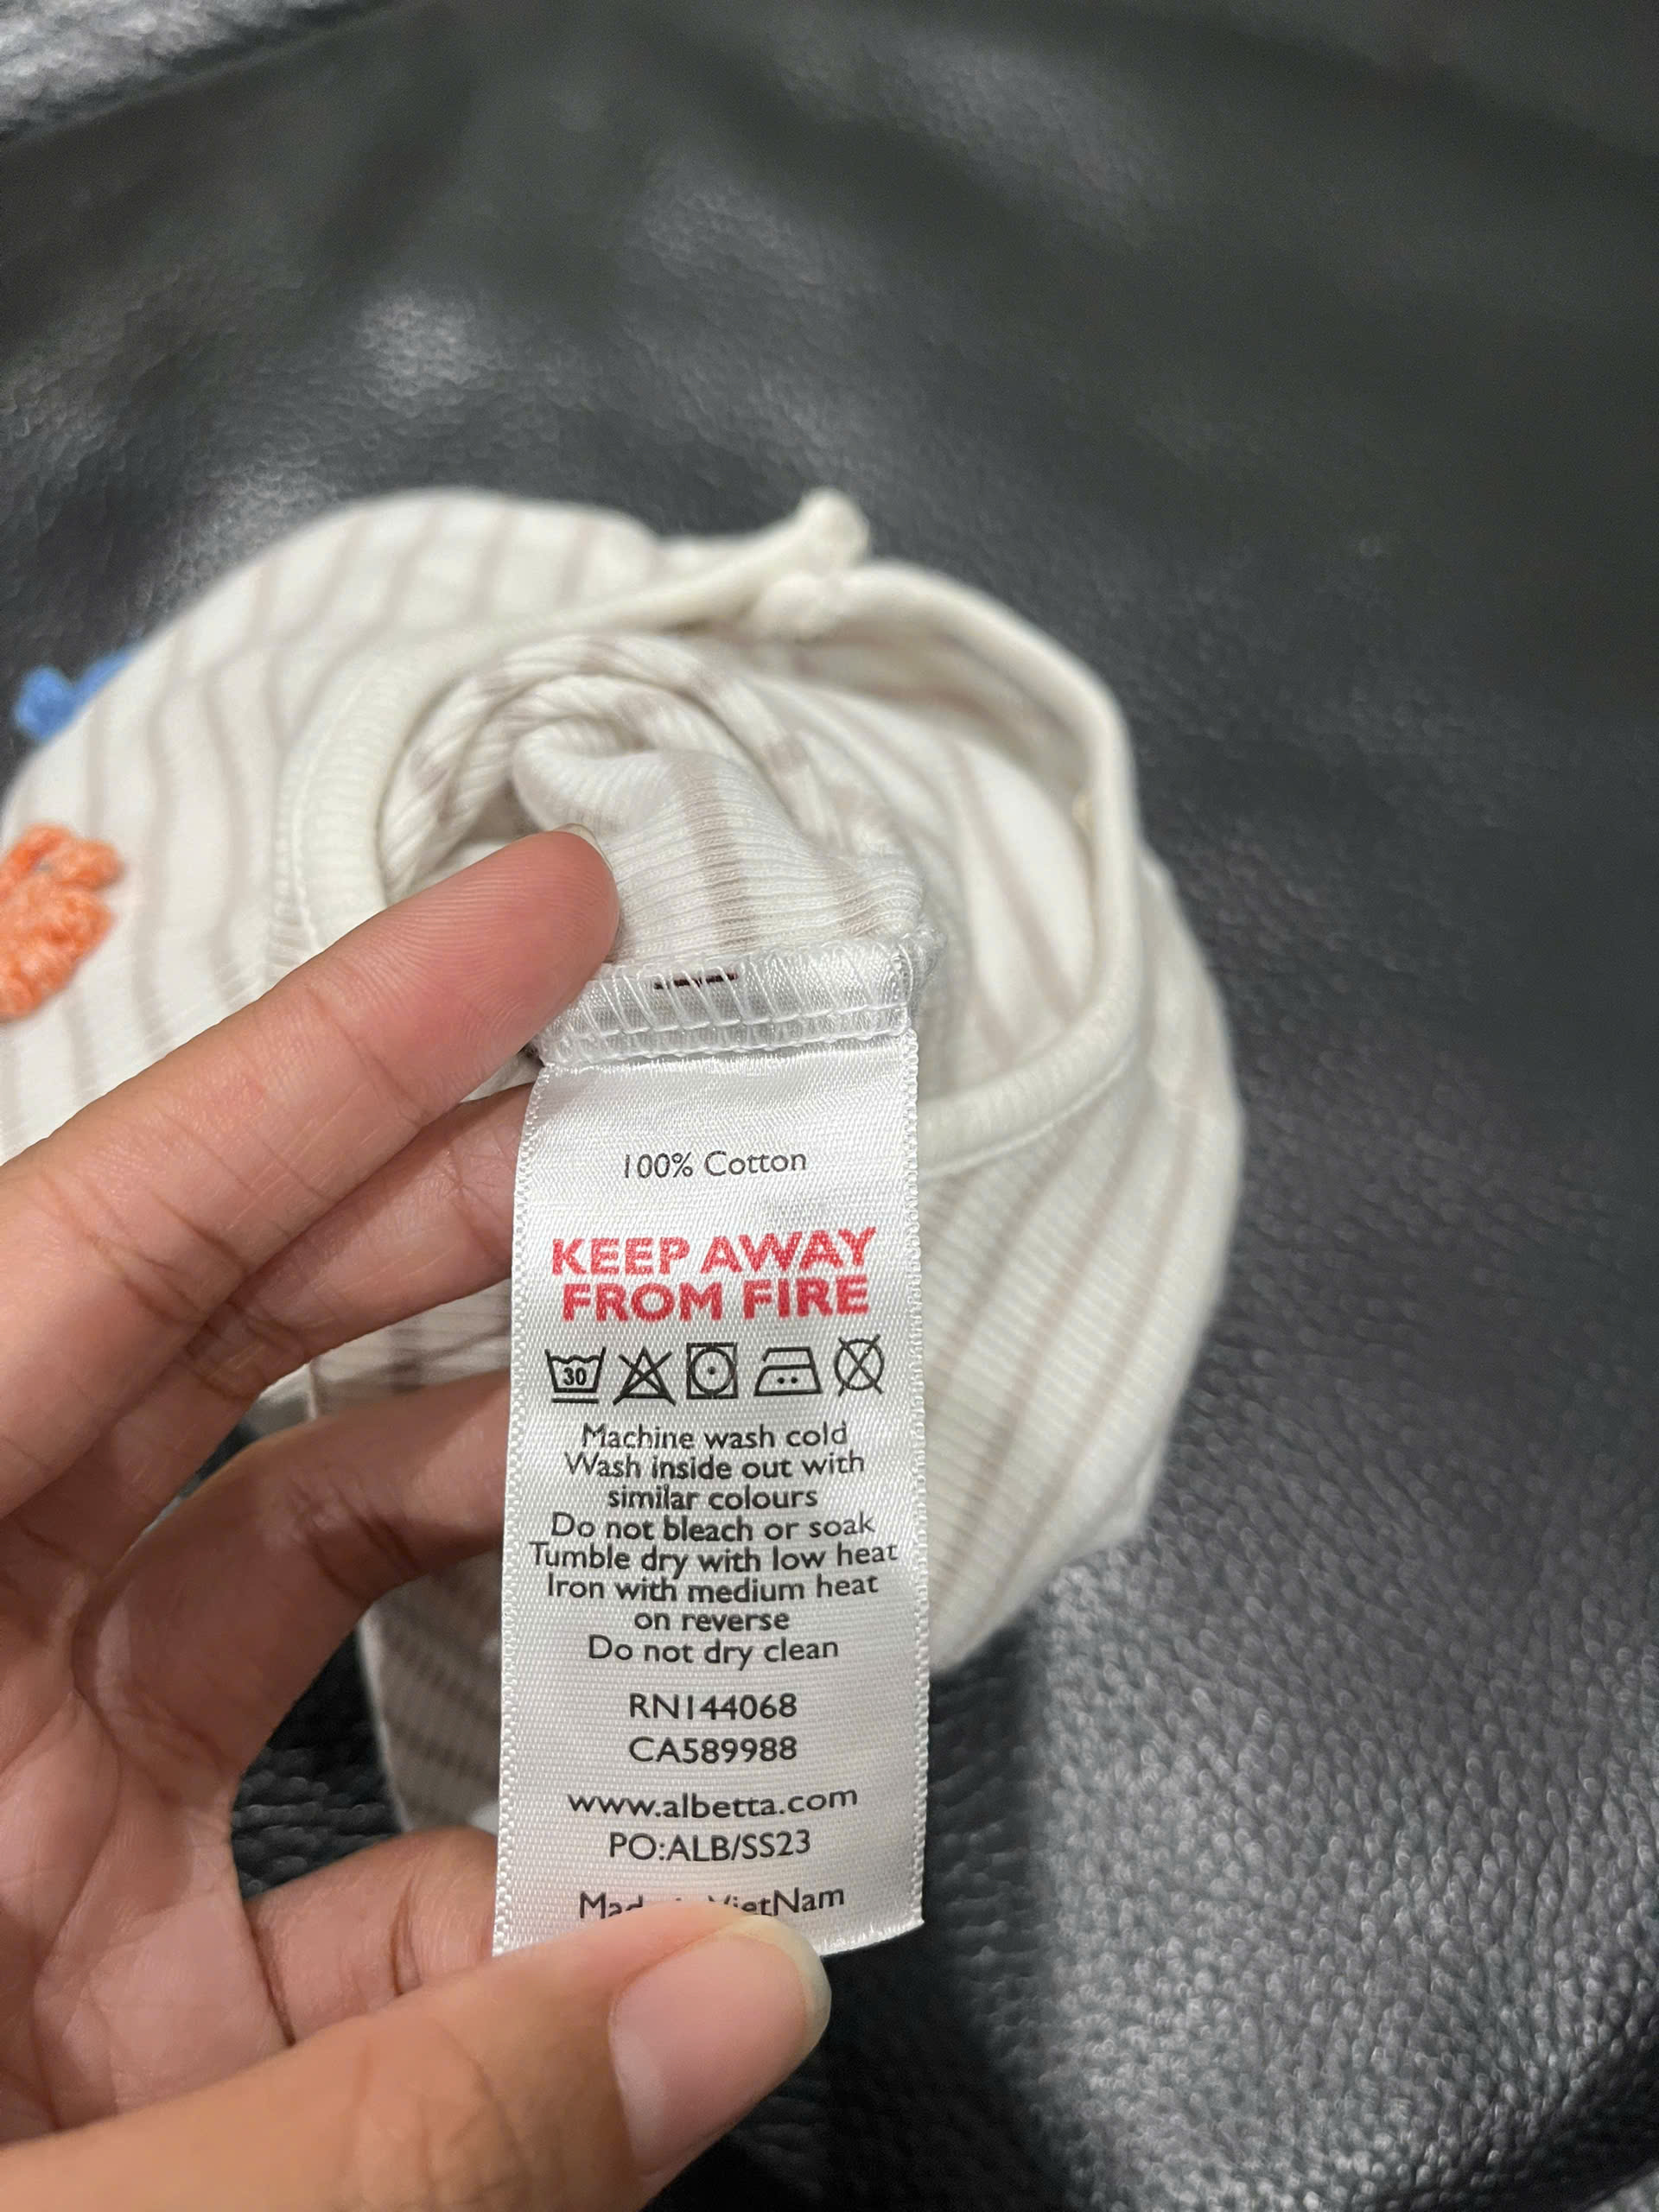 100% Cotton
KEEP AWAY
FROM FIRE
30
Machine wash cold
Wash inside out with
similar colours
Do not bleach or soak
Tumble dry with low heat
Iron with medium heat
on reverse
Do not dry clean
RN144068
CA589988
www.albetta.com
PO:ALB/SS23
VietNam